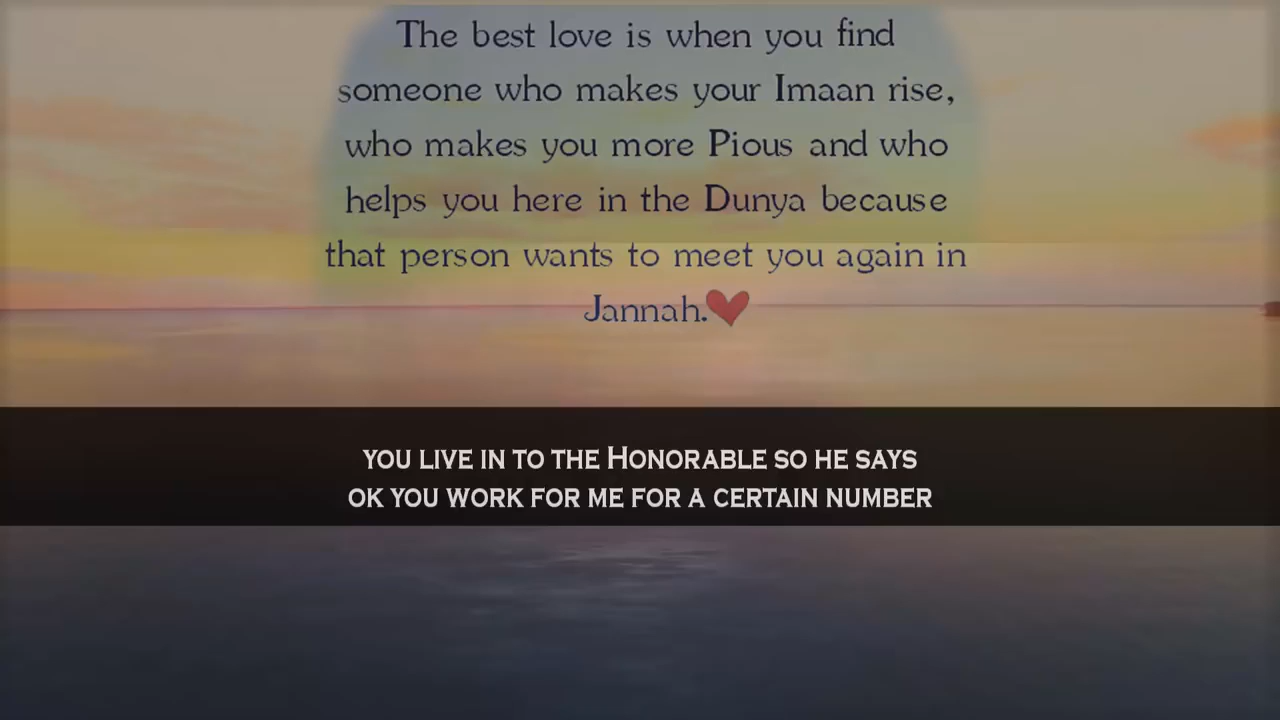 The best love is when you find
someone who makes your Imaan rise,
who makes you more Pious and who
helps you here in the Dunya because
that person wants to meet you again in
Jannah.❤
YOU LIVE IN TO THE HONORABLE SO HE SAYS
OK YOU WORK FOR ME FOR A CERTAIN NUMBER